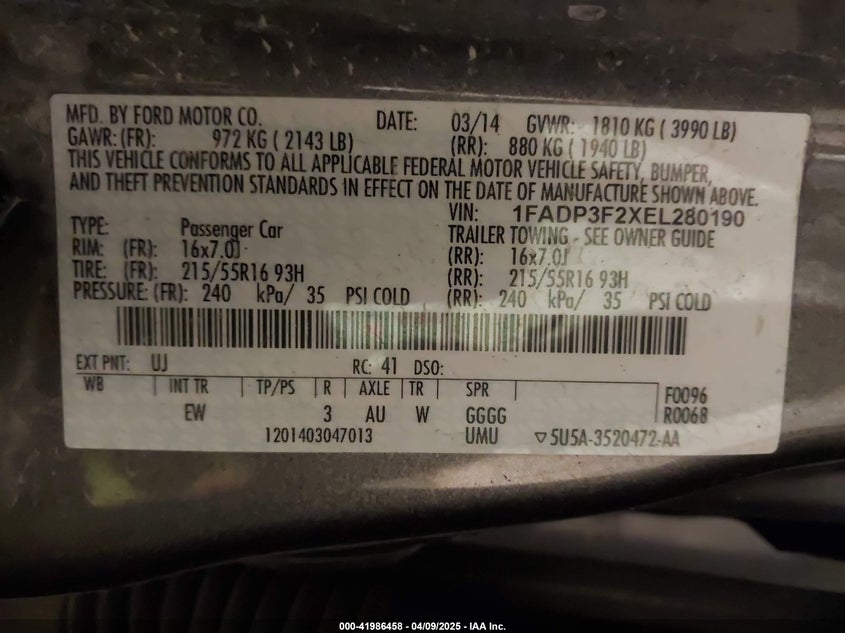 MFD. BY FORD MOTOR CO. DATE: 03/14 GVWR: 1810 KG ( 3990 LB)
GAWR: (FR): 972 KG ( 2143 LB) (RR): 880 KG ( 1940 LB)
THIS VEHICLE CONFORMS TO ALL APPLICABLE FEDERAL MOTOR VEHICLE SAFETY, BUMPER,
AND THEFT PREVENTION STANDARDS IN EFFECT ON THE DATE OF MANUFACTURE SHOWN ABOVE.
VIN: 1FADP3F2XEL280190
TYPE: Passenger Car TRAILER TOWING - SEE OWNER GUIDE
RIM: (FR): 16x7.0J (RR): 16x7.0J
TIRE: (FR): 215/55R16 93H (RR): 215/55R16 93H
PRESSURE: (FR): 240 kPa/ 35 PSI COLD (RR): 240 kPa/ 35 PSI COLD
EXT PNT: UJ RC: 41 DSO:
WB INT TR TP/PS R AXLE TR SPR F0096
EW 3 AU W GGGG R0068
1201403047013 UMU ▽5U5A-3520472-AA
000-41986458 - 04/09/2025 - IAA Inc.